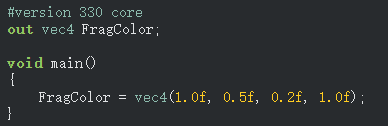 #version 330 core
out vec4 FragColor;
void main()
{
    FragColor = vec4(1.0f, 0.5f, 0.2f, 1.0f);
}